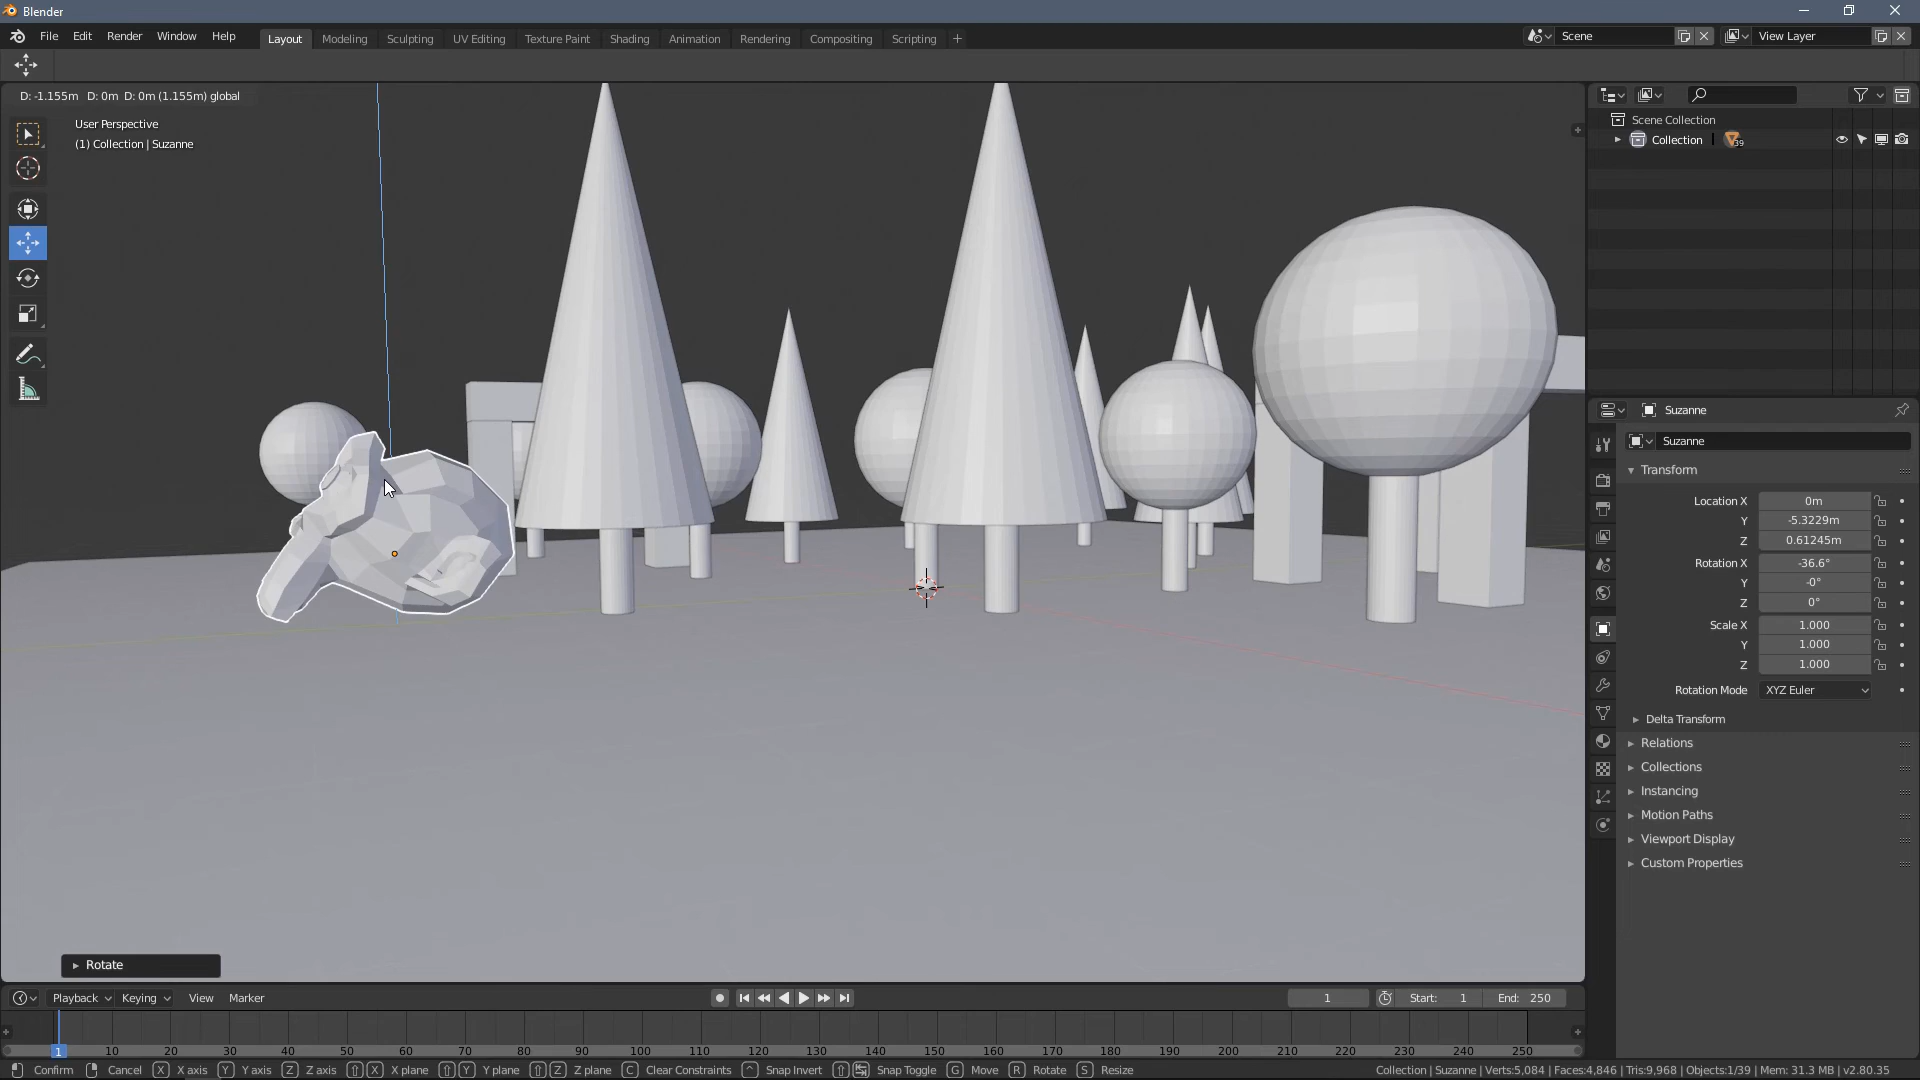 Blender
File Edit Render Window Help Layout Modeling Sculpting UV Editing Texture Paint Shading Animation Rendering Compositing Scripting + Scene View Layer
D: -1.155m D: 0m D: 0m (1.155m) global
User Perspective
(1) Collection | Suzanne
Scene Collection
Collection 39
Suzanne
Suzanne
Transform
Location X 0m
Y -5.3229m
Z 0.61245m
Rotation X -36.6°
Y -0°
Z 0°
Scale X 1.000
Y 1.000
Z 1.000
Rotation Mode XYZ Euler
Delta Transform
Relations
Collections
Instancing
Motion Paths
Viewport Display
Custom Properties
Rotate
Playback Keying View Marker 1 Start: 1 End: 250
1 10 20 30 40 50 60 70 80 90 100 110 120 130 140 150 160 170 180 190 200 210 220 230 240 250
Confirm Cancel X X axis Y Y axis Z Z axis X X plane Y Y plane Z Z plane C Clear Constraints Snap Invert Snap Toggle G Move R Rotate S Resize Collection | Suzanne | Verts:5,084 | Faces:4,846 | Tris:9,968 | Objects:1/39 | Mem: 31.3 MB | v2.80.35